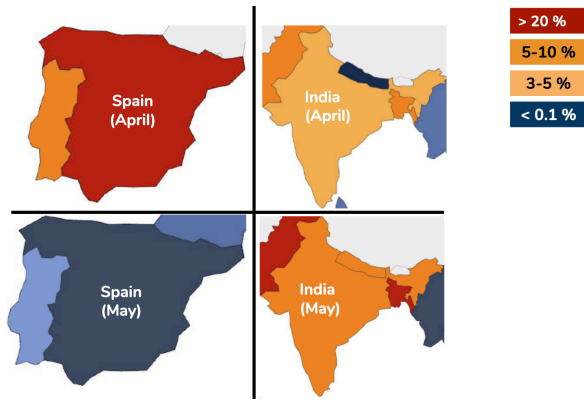 Spain
(April)
India
(April)
> 20 %
5-10 %
3-5 %
< 0.1 %
Spain
(May)
India
(May)